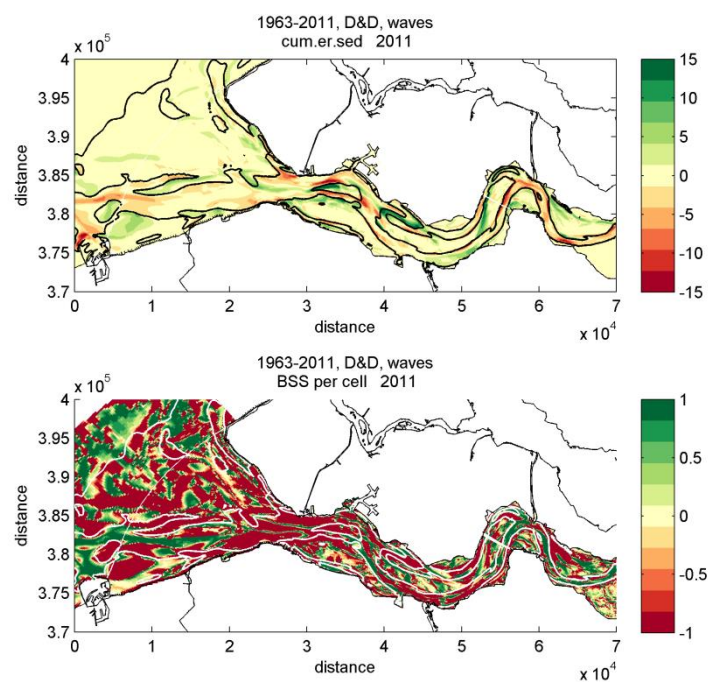 1963-2011, D&D, waves
cum.er.sed 2011
x 10^5
4
3.95
3.9
3.85
3.8
3.75
3.7
distance
0 1 2 3 4 5 6 7
distance
x 10^4
15
10
5
0
-5
-10
-15
1963-2011, D&D, waves
BSS per cell 2011
x 10^5
4
3.95
3.9
3.85
3.8
3.75
3.7
distance
0 1 2 3 4 5 6 7
distance
x 10^4
1
0.5
0
-0.5
-1